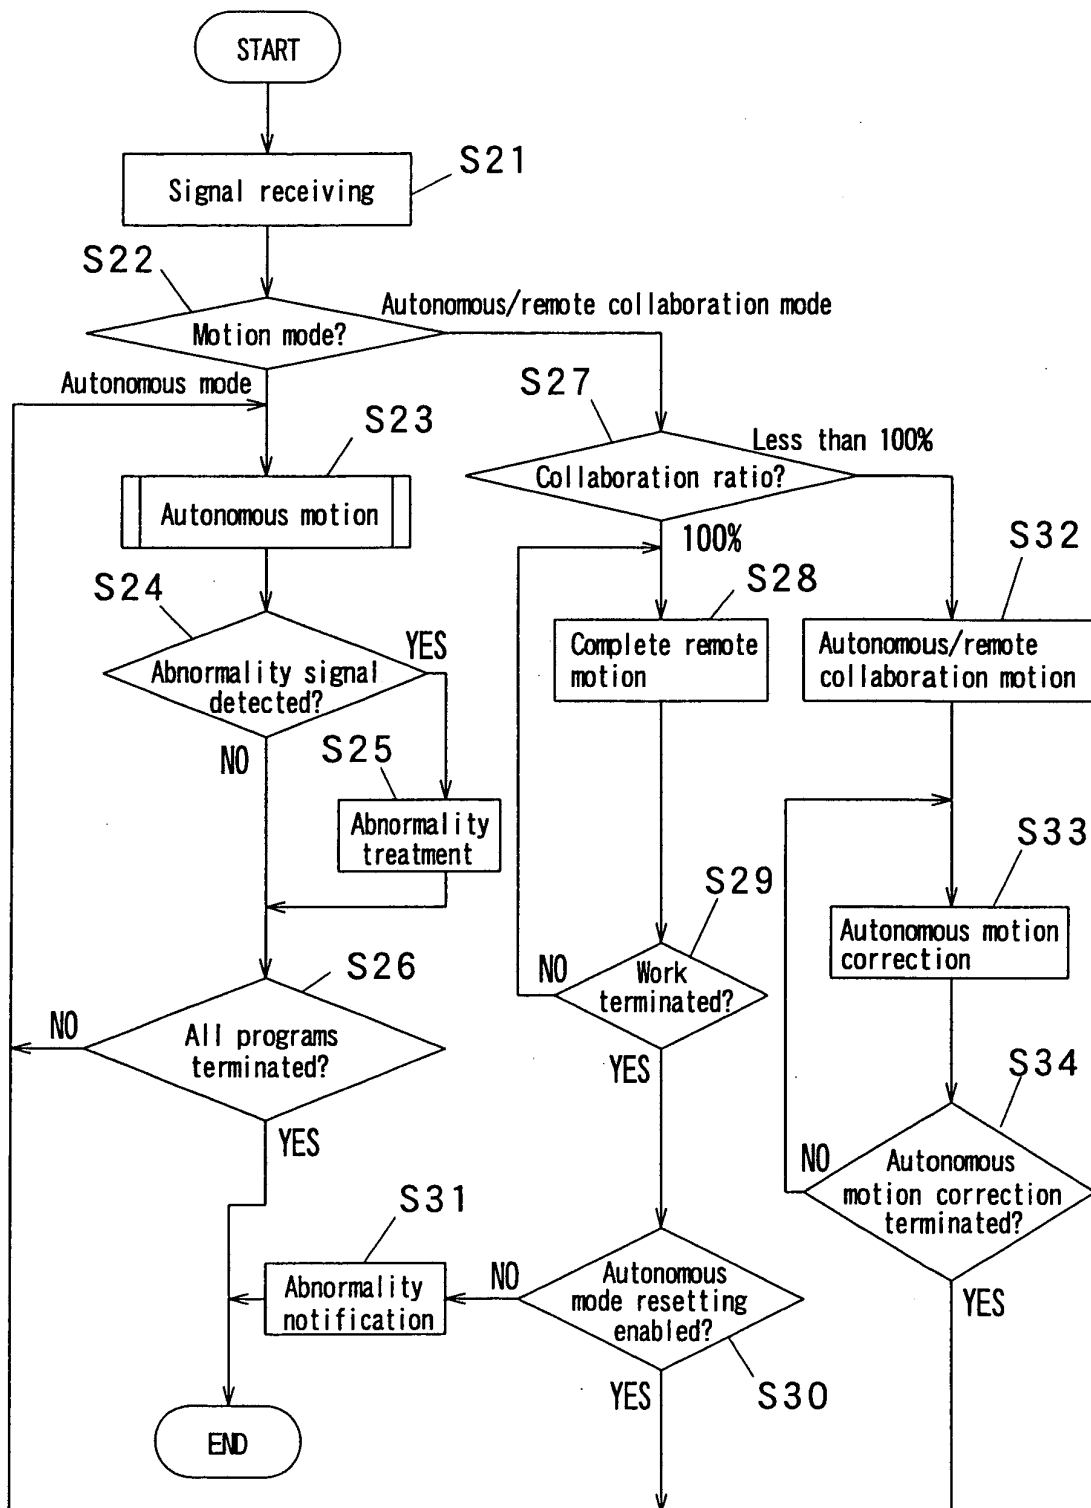 START
S21
Signal receiving
S22
Autonomous/remote collaboration mode
Motion mode?
Autonomous mode
S27
S23
Less than 100%
Collaboration ratio?
Autonomous motion
100%
S32
S28
S24
YES
Complete remote
motion
Autonomous/remote
collaboration motion
Abnormality signal
detected?
NO
S25
Abnormality
treatment
S33
S29
Autonomous motion
correction
S26
NO
Work
terminated?
NO
All programs
terminated?
YES
S34
YES
NO
Autonomous
motion correction
terminated?
S31
Abnormality
notification
NO
Autonomous
mode resetting
enabled?
YES
YES
S30
END